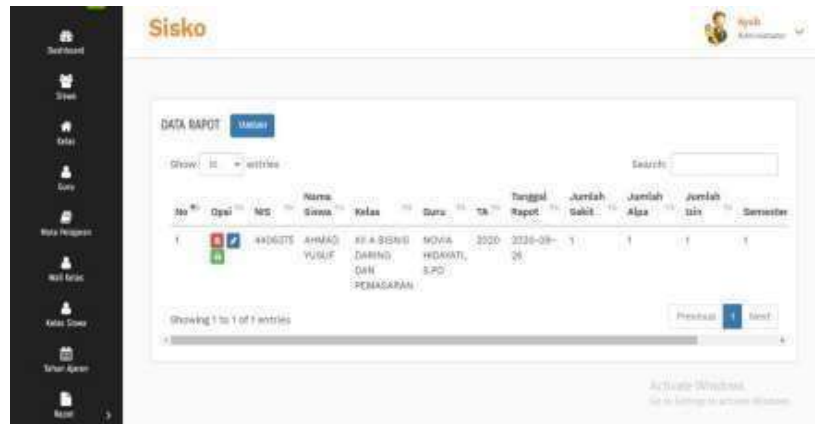 Sisko
Ayub
Administrator
Dashboard
Siswa
Kelas
Guru
Mata Pelajaran
Wali Kelas
Kelas Siswa
Tahun Ajaran
Rapot
DATA RAPOT
Show 10 entries
Search:
No Opsi NIS Nama Siswa Kelas Guru TA Tanggal Rapot Jumlah Sakit Jumlah Alpa Jumlah Izin Semester
1 AHMAD YUSUF XII A BISNIS DARING DAN PEMASARAN NOVIA HIDAYATI, S.PD 2020 2020-09-26 1 1 1 1
Showing 1 to 1 of 1 entries
Previous 1 Next
Activate Windows
Go to Settings to activate Windows.